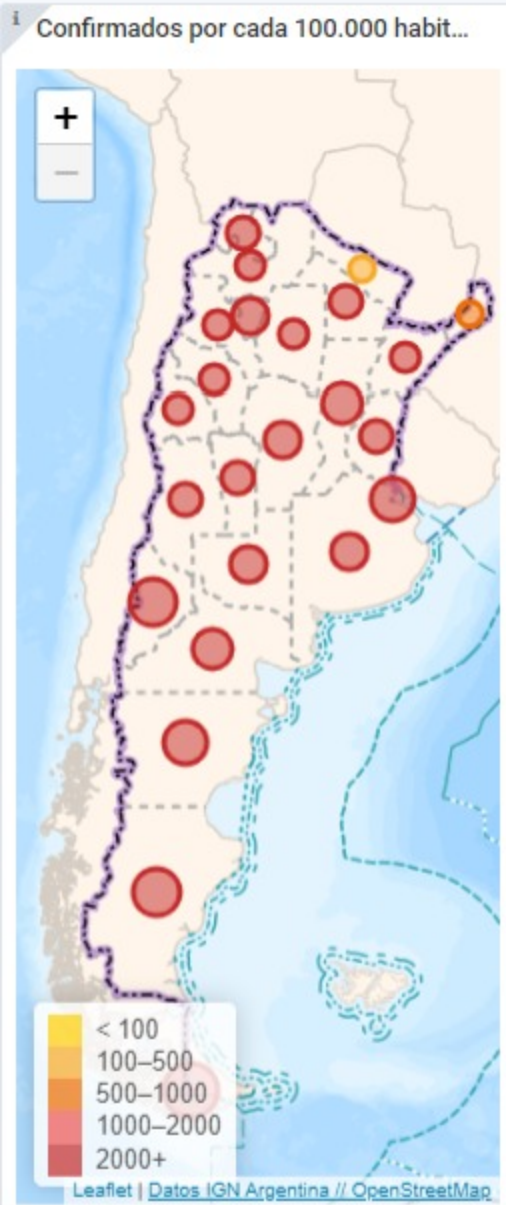 i
Confirmados por cada 100.000 habit...
+
−
< 100
100–500
500–1000
1000–2000
2000+
Leaflet | Datos IGN Argentina // OpenStreetMap